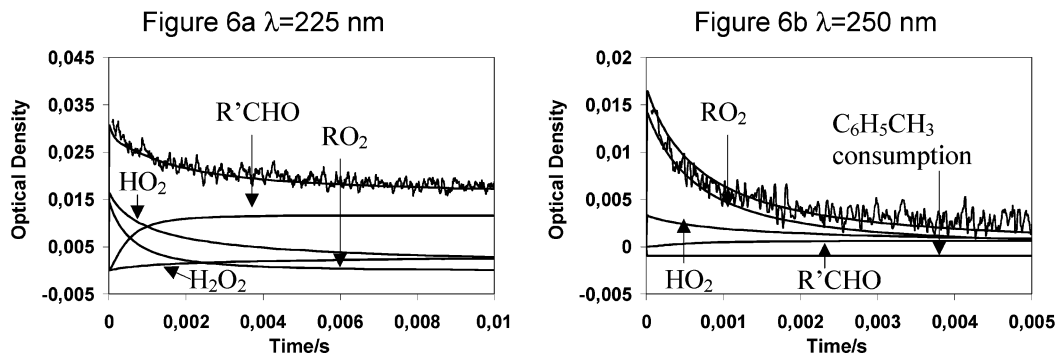 Figure 6a λ=225 nm
0,045
0,035
0,025
0,015
0,005
-0,005
Optical Density
R'CHO
RO₂
HO₂
H₂O₂
0 0,002 0,004 0,006 0,008 0,01
Time/s
Figure 6b λ=250 nm
0,02
0,015
0,01
0,005
0
-0,005
Optical Density
RO₂
C₆H₅CH₃
consumption
HO₂
R'CHO
0 0,001 0,002 0,003 0,004 0,005
Time/s